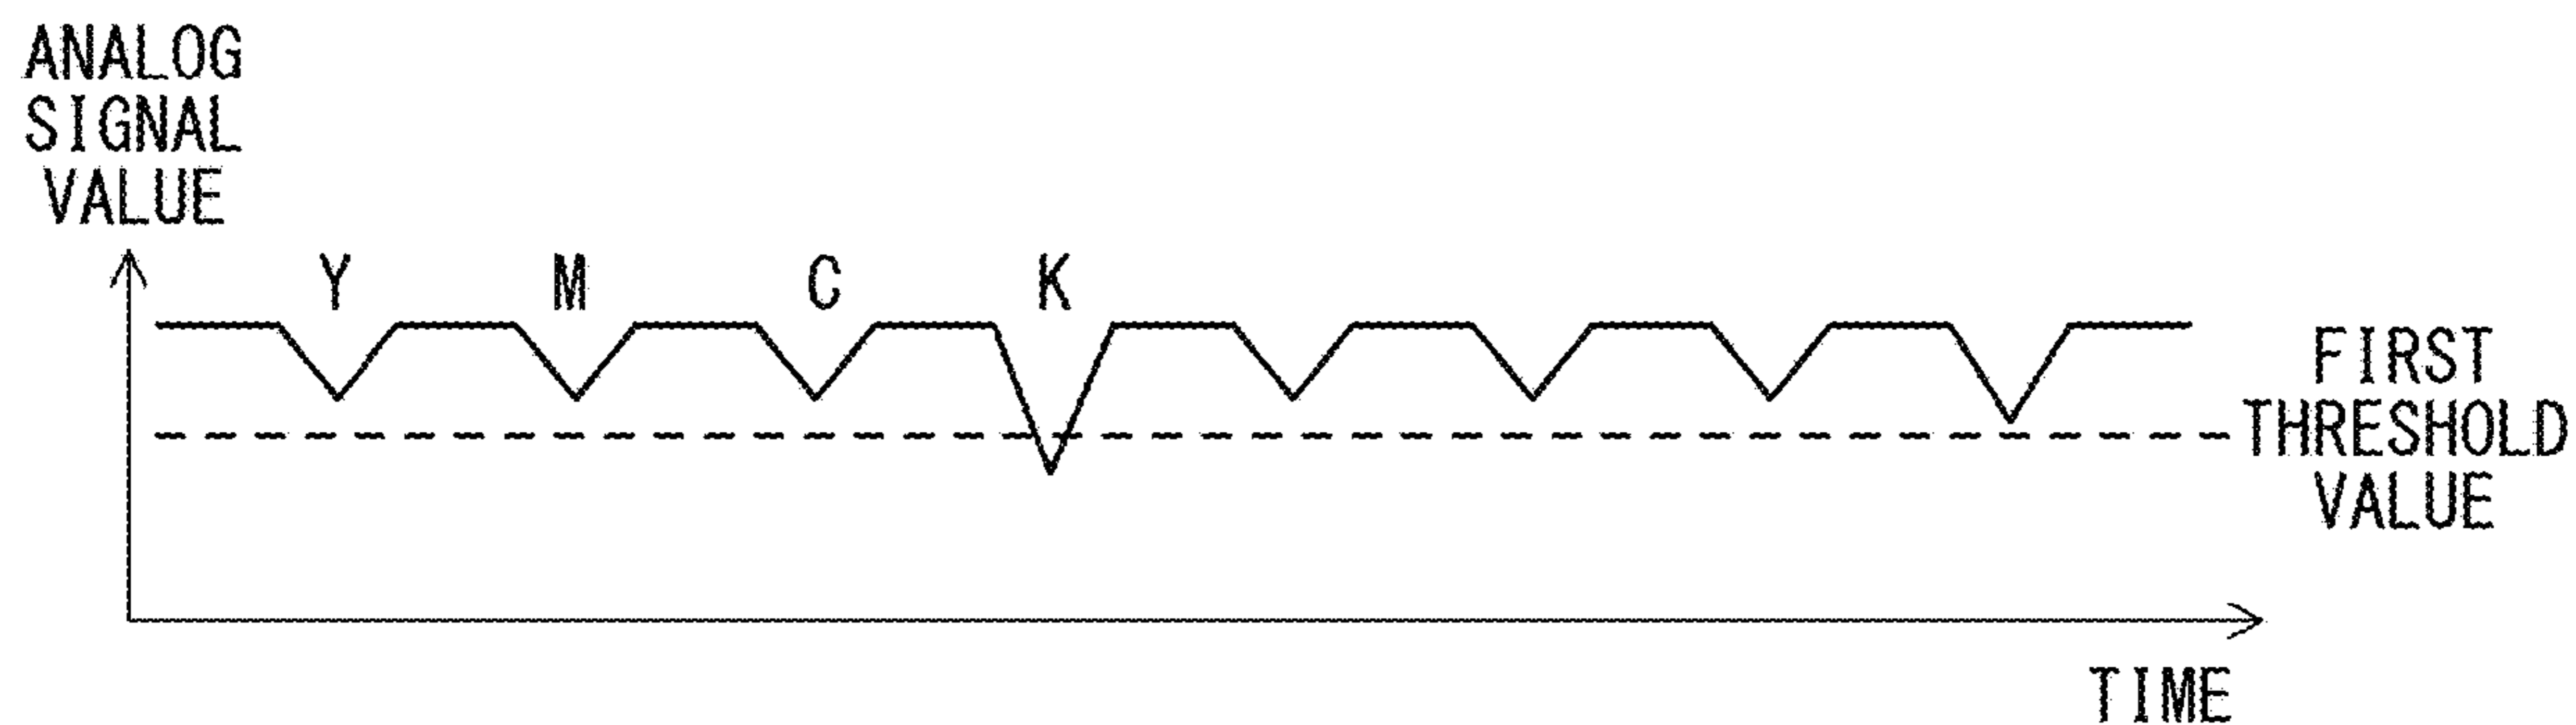 ANALOG
SIGNAL
VALUE
Y M C K
FIRST
THRESHOLD
VALUE
TIME